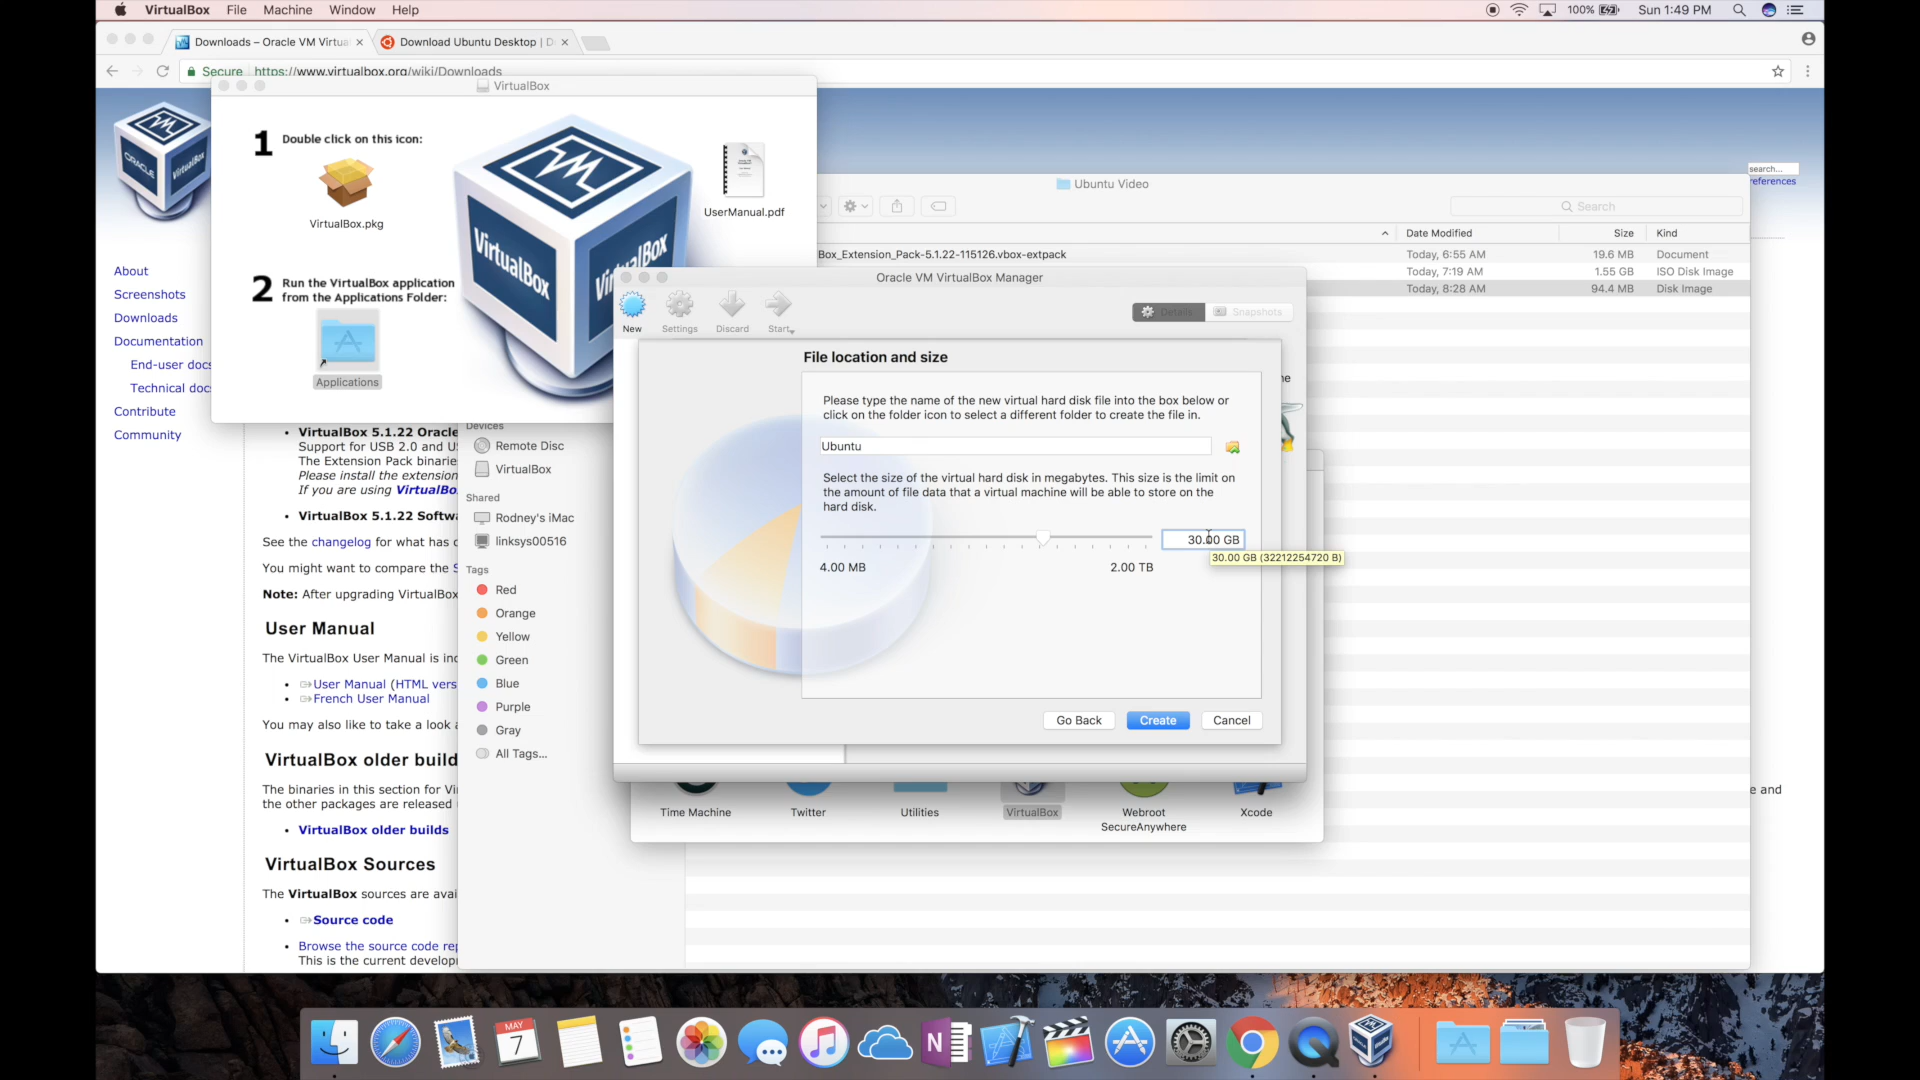 VirtualBox File Machine Window Help
100% Sun 1:49 PM
Downloads – Oracle VM Virtua
Download Ubuntu Desktop | D
Secure https://www.virtualbox.org/wiki/Downloads
VirtualBox
1 Double click on this icon:
VirtualBox.pkg
UserManual.pdf
2 Run the VirtualBox application
from the Applications Folder:
Applications
ORACLE
VirtualBox
VirtualBox
search...
references
About
Screenshots
Downloads
Documentation
End-user docs
Technical docs
Contribute
Community
Ubuntu Video
Search
Date Modified Size Kind
Box_Extension_Pack-5.1.22-115126.vbox-extpack Today, 6:55 AM 19.6 MB Document
Today, 7:19 AM 1.55 GB ISO Disk Image
Today, 8:28 AM 94.4 MB Disk Image
Oracle VM VirtualBox Manager
New Settings Discard Start
Details Snapshots
File location and size
Please type the name of the new virtual hard disk file into the box below or
click on the folder icon to select a different folder to create the file in.
Ubuntu
Select the size of the virtual hard disk in megabytes. This size is the limit on
the amount of file data that a virtual machine will be able to store on the
hard disk.
30.00 GB
30.00 GB (32212254720 B)
4.00 MB 2.00 TB
Go Back Create Cancel
VirtualBox 5.1.22 Oracle
Support for USB 2.0 and U
The Extension Pack binarie
Please install the extension
If you are using VirtualBo
VirtualBox 5.1.22 Softwa
See the changelog for what has c
You might want to compare the S
Note: After upgrading VirtualBox
User Manual
The VirtualBox User Manual is inc
User Manual (HTML vers
French User Manual
You may also like to take a look a
VirtualBox older build
The binaries in this section for Vi
the other packages are released
VirtualBox older builds
VirtualBox Sources
The VirtualBox sources are avai
Source code
Browse the source code rep
This is the current developm
Devices
Remote Disc
VirtualBox
Shared
Rodney's iMac
linksys00516
Tags
Red
Orange
Yellow
Green
Blue
Purple
Gray
All Tags...
Time Machine
Twitter
Utilities
VirtualBox
Webroot
SecureAnywhere
Xcode
e and
MAY
7